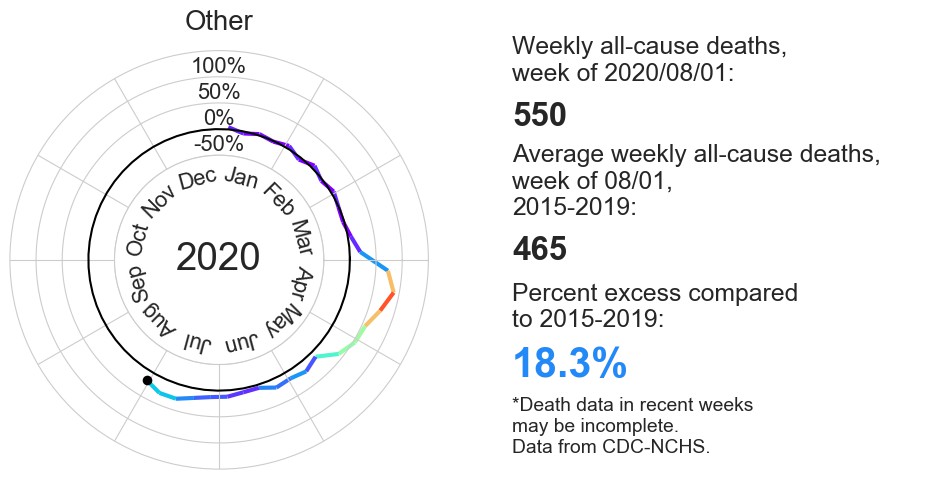 Other
100%
50%
0%
-50%
Jan
Feb
Mar
Apr
May
Jun
Jul
Aug
Sep
Oct
Nov
Dec
2020
Weekly all-cause deaths,
week of 2020/08/01:
550
Average weekly all-cause deaths,
week of 08/01,
2015-2019:
465
Percent excess compared
to 2015-2019:
18.3%
*Death data in recent weeks
may be incomplete.
Data from CDC-NCHS.